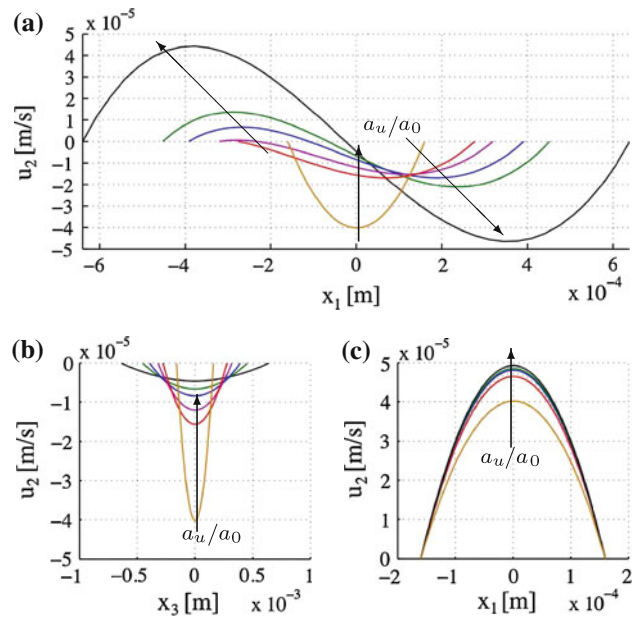 (a)
x 10⁻⁵
5
4
3
2
1
0
−1
−2
−3
−4
−5
u₂ [m/s]
a_u/a_0
−6 −4 −2 0 2 4 6
x₁ [m]
x 10⁻⁴
(b)
x 10⁻⁵
0
−1
−2
−3
−4
−5
u₂ [m/s]
a_u/a_0
−1 −0.5 0 0.5 1
x₃ [m]
x 10⁻³
(c)
x 10⁻⁵
5
4
3
2
1
0
u₂ [m/s]
a_u/a_0
−2 −1 0 1 2
x₁ [m]
x 10⁻⁴